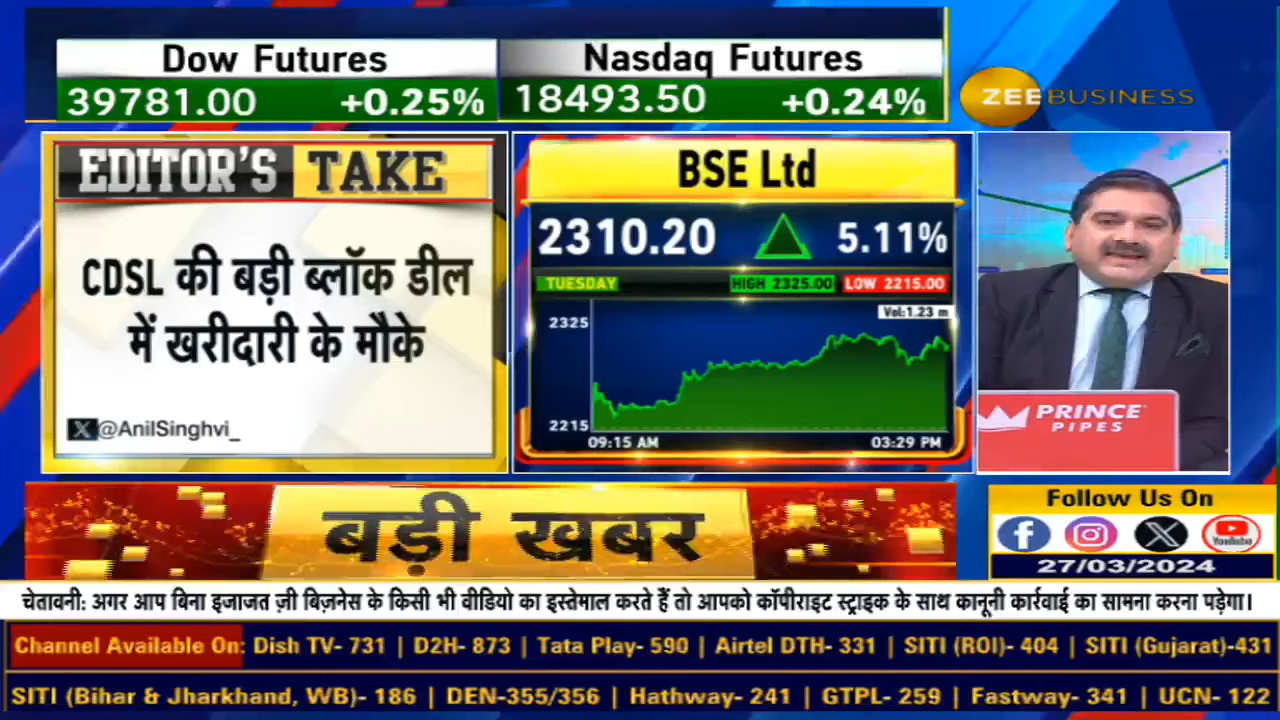 Dow Futures
39781.00 +0.25%
Nasdaq Futures
18493.50 +0.24%
ZEEBUSINESS
EDITOR'S TAKE
CDSL की बड़ी ब्लॉक डील
में खरीदारी के मौके
X@AnilSinghvi_
BSE Ltd
2310.20 5.11%
TUESDAY HIGH 2325.00 LOW 2215.00
Vol:1.23 m
2325
2215
09:15 AM 03:29 PM
PRINCE
PIPES
बड़ी खबर
Follow Us On
YouTube
27/03/2024
चेतावनी: अगर आप बिना इजाजत ज़ी बिज़नेस के किसी भी वीडियो का इस्तेमाल करते हैं तो आपको कॉपीराइट स्ट्राइक के साथ कानूनी कार्रवाई का सामना करना पड़ेगा।
Channel Available On: Dish TV- 731 | D2H- 873 | Tata Play- 590 | Airtel DTH- 331 | SITI (ROI)- 404 | SITI (Gujarat)-431
SITI (Bihar & Jharkhand, WB)- 186 | DEN-355/356 | Hathway- 241 | GTPL- 259 | Fastway- 341 | UCN- 122